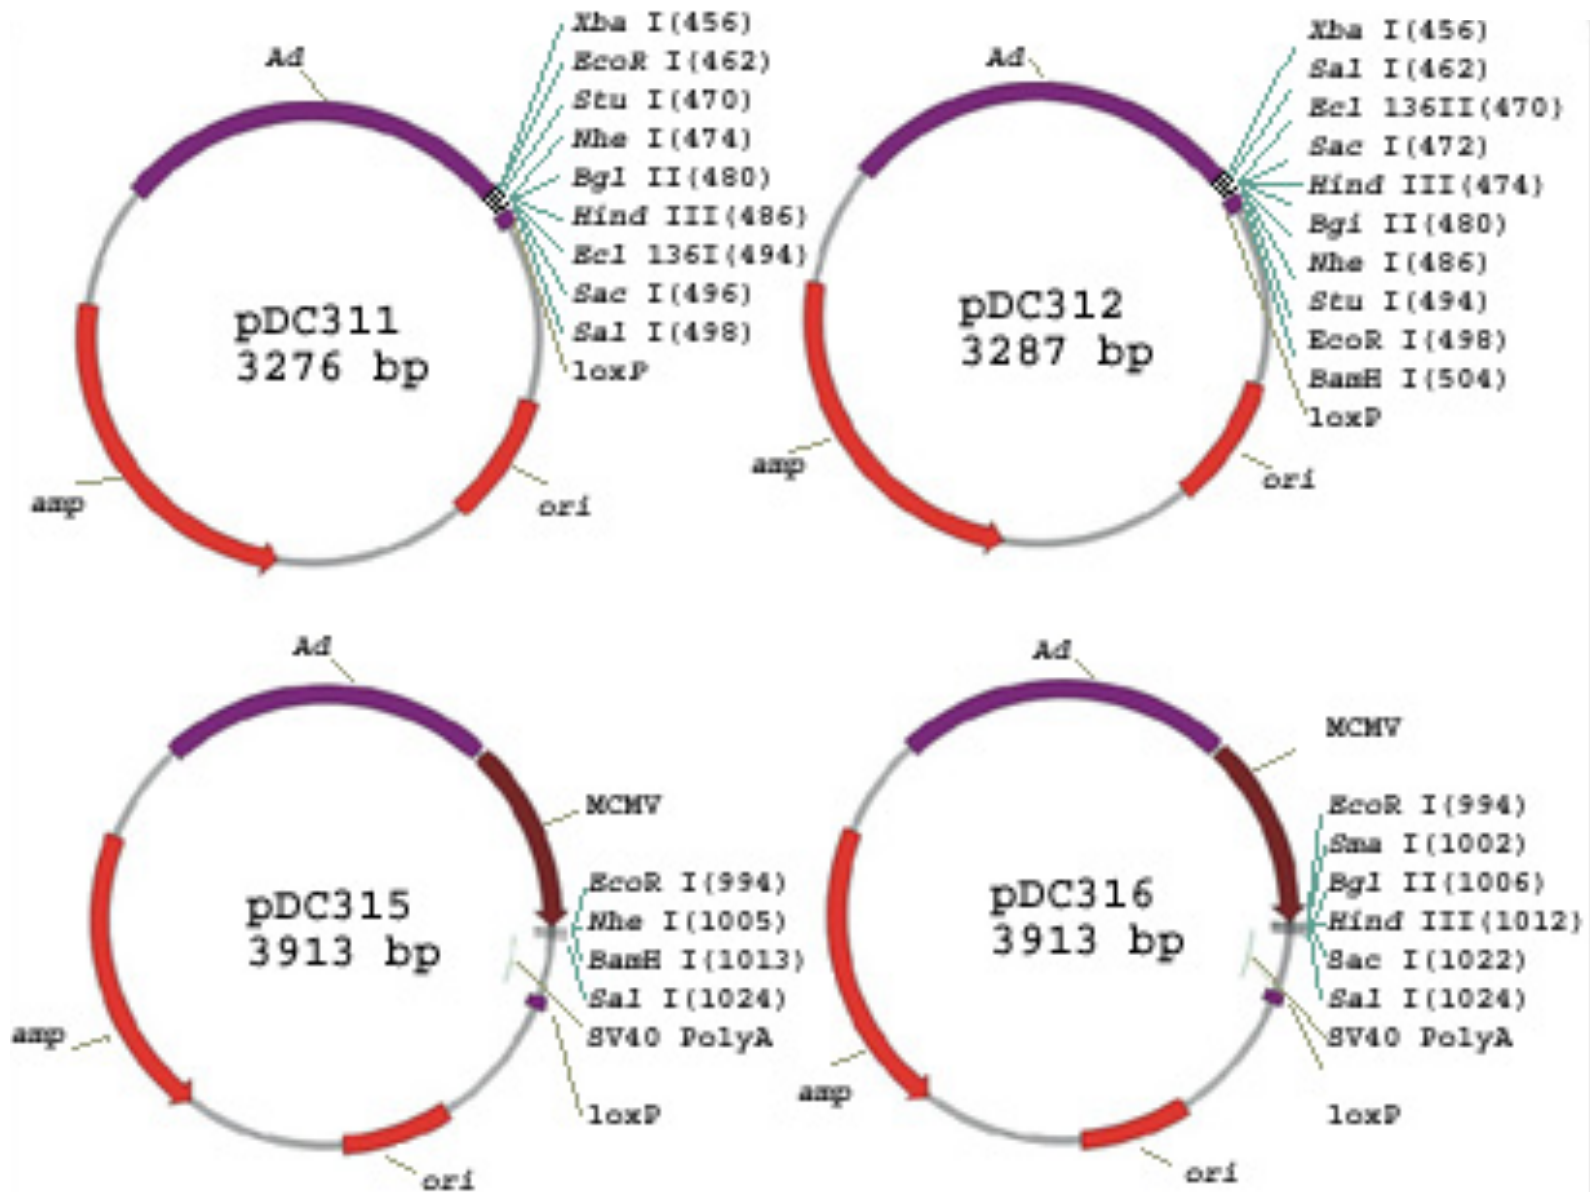 Ad
Xba I(456)
EcoR I(462)
Stu I(470)
Nhe I(474)
Bgl II(480)
Hind III(486)
Ecl 136I(494)
Sac I(496)
Sal I(498)
loxP
pDC311
3276 bp
amp
ori
Ad
Xba I(456)
Sal I(462)
Ecl 136II(470)
Sac I(472)
Hind III(474)
Bgi II(480)
Nhe I(486)
Stu I(494)
EcoR I(498)
BamH I(504)
loxP
pDC312
3287 bp
amp
ori
Ad
MCMV
EcoR I(994)
Nhe I(1005)
BamH I(1013)
Sal I(1024)
SV40 PolyA
loxP
pDC315
3913 bp
amp
ori
Ad
MCMV
EcoR I(994)
Sma I(1002)
Bgl II(1006)
Hind III(1012)
Sac I(1022)
Sal I(1024)
SV40 PolyA
loxP
pDC316
3913 bp
amp
ori